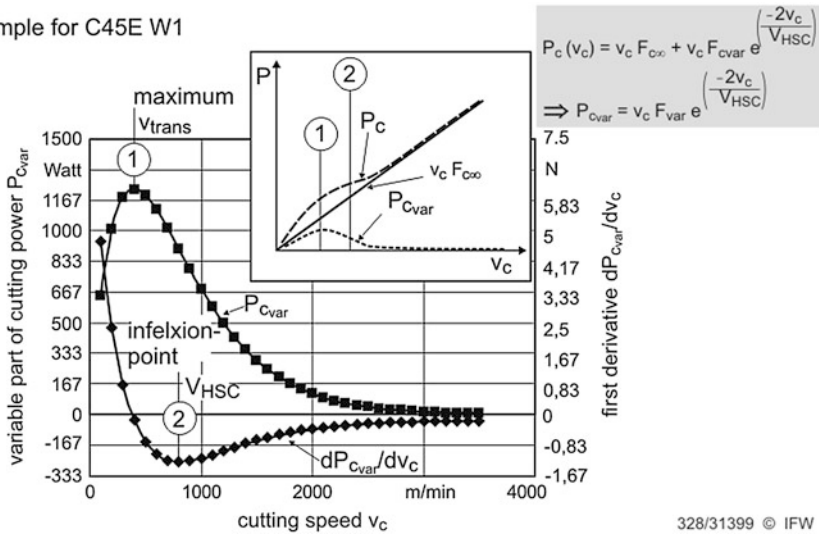 mple for C45E W1
P_c (v_c) = v_c F_c∞ + v_c F_cvar e^(-2v_c / V_HSC)
⇒ P_cvar = v_c F_var e^(-2v_c / V_HSC)
maximum
v_trans
1
variable part of cutting power P_cvar
1500
Watt
1167
1000
833
667
500
333
167
0
-167
-333
P
1
2
P_c
v_c F_c∞
P_cvar
v_c
7.5
N
5,83
5
4,17
3,33
2,5
1,67
0,83
0
-0,83
-1,67
first derivative dP_cvar/dv_c
P_cvar
infelxion-
point
V_HSC
2
dP_cvar/dv_c
0 1000 2000 m/min 4000
cutting speed v_c
328/31399 © IFW